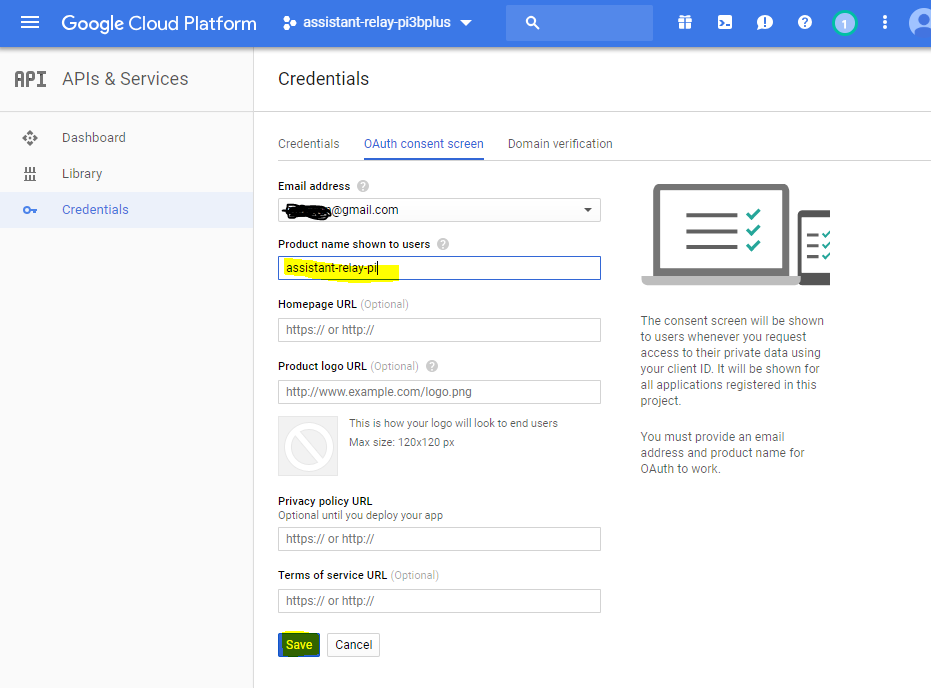 Google Cloud Platform
assistant-relay-pi3bplus
1
API APIs & Services
Credentials
Dashboard
Library
Credentials
Credentials
OAuth consent screen
Domain verification
Email address
@gmail.com
Product name shown to users
assistant-relay-pi
Homepage URL (Optional)
https:// or http://
Product logo URL (Optional)
http://www.example.com/logo.png
This is how your logo will look to end users
Max size: 120x120 px
Privacy policy URL
Optional until you deploy your app
https:// or http://
Terms of service URL (Optional)
https:// or http://
Save
Cancel
The consent screen will be shown
to users whenever you request
access to their private data using
your client ID. It will be shown for
all applications registered in this
project.
You must provide an email
address and product name for
OAuth to work.